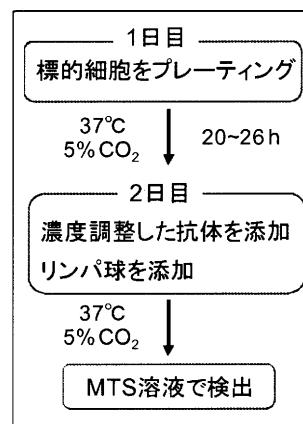 1日目
標的細胞をプレーティング
37℃
5%CO₂
20~26h
2日目
濃度調整した抗体を添加
リンパ球を添加
37℃
5%CO₂
MTS溶液で検出